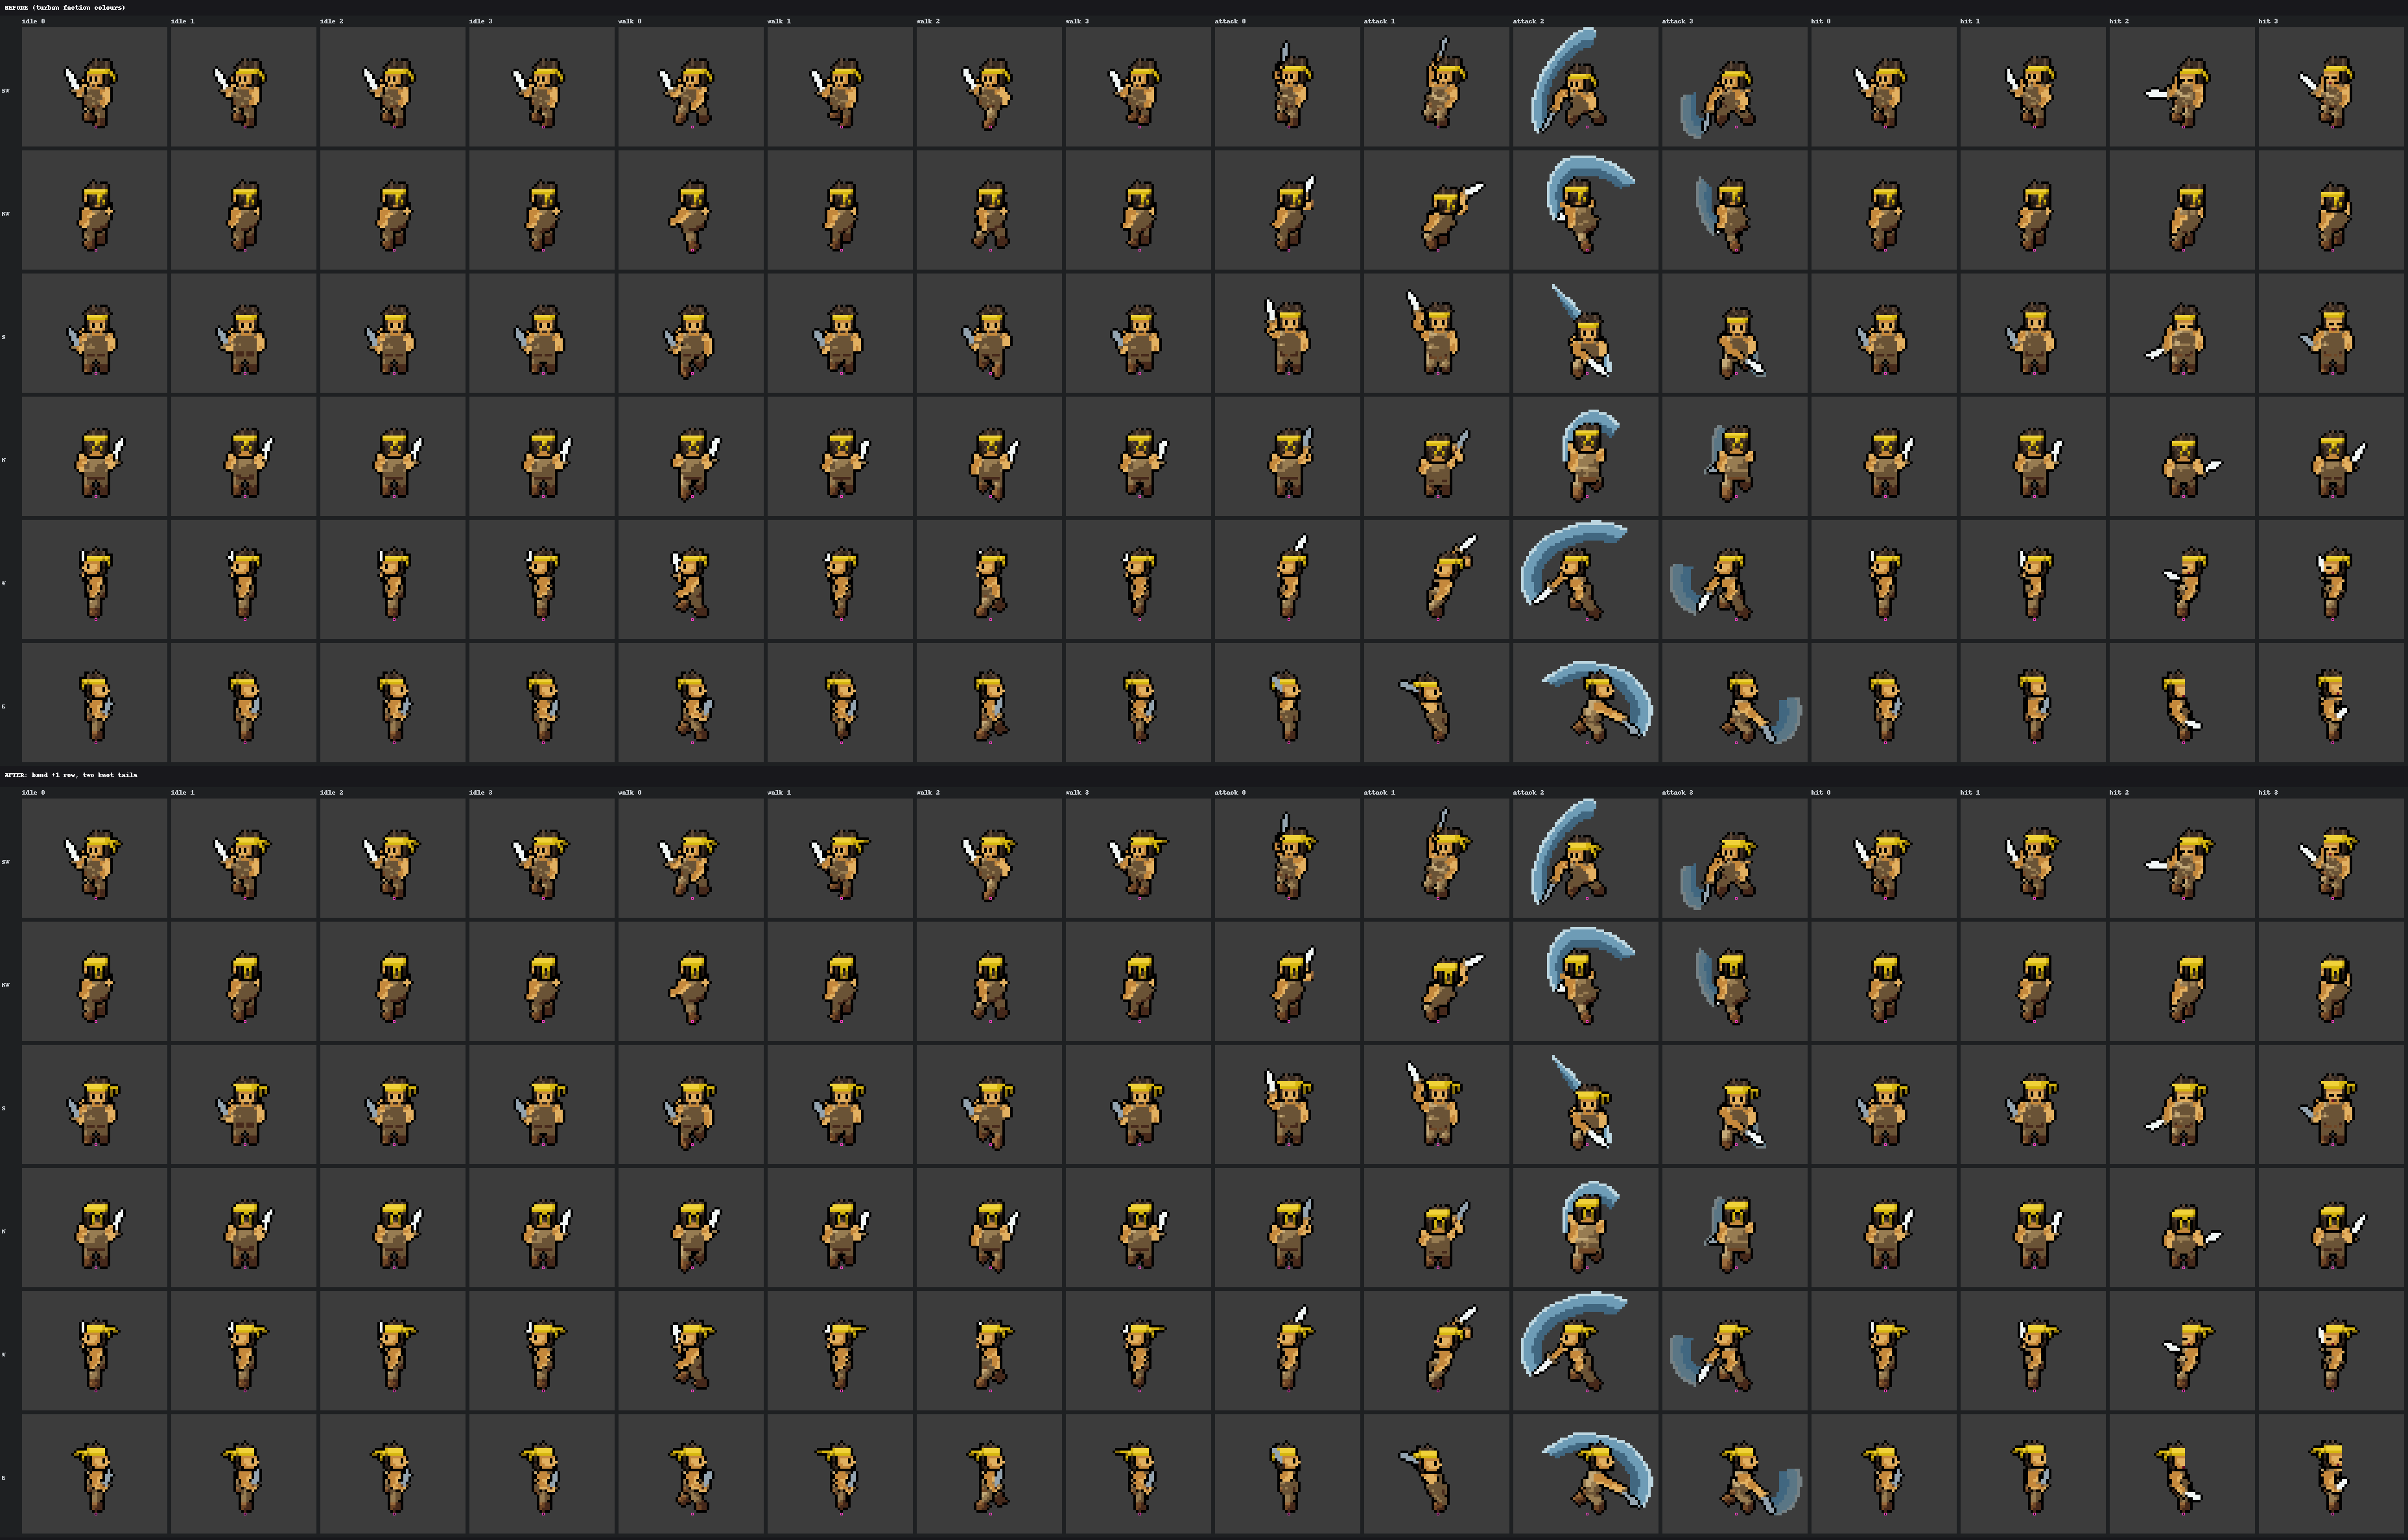 BEFORE (turban faction colours)
idle 0 idle 1 idle 2 idle 3 walk 0 walk 1 walk 2 walk 3 attack 0 attack 1 attack 2 attack 3 hit 0 hit 1 hit 2 hit 3
SW
NW
S
N
W
E
AFTER: band +1 row, two knot tails
idle 0 idle 1 idle 2 idle 3 walk 0 walk 1 walk 2 walk 3 attack 0 attack 1 attack 2 attack 3 hit 0 hit 1 hit 2 hit 3
SW
NW
S
N
W
E